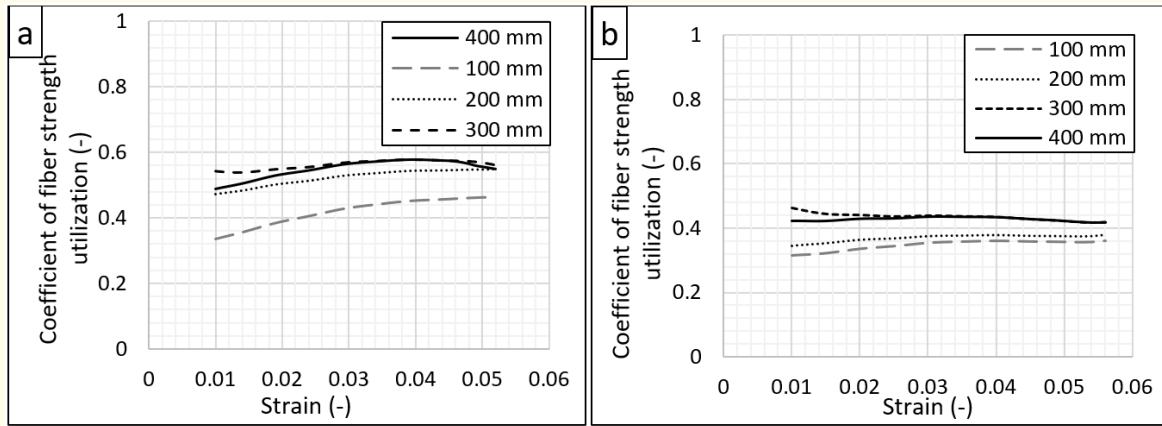 a
Coefficient of fiber strength
utilization (-)
1
0.8
0.6
0.4
0.2
0
0
0.01
0.02
0.03
0.04
0.05
0.06
Strain (-)
400 mm
100 mm
200 mm
300 mm
b
Coefficient of fiber strength
utilization (-)
1
0.8
0.6
0.4
0.2
0
0
0.01
0.02
0.03
0.04
0.05
0.06
Strain (-)
100 mm
200 mm
300 mm
400 mm